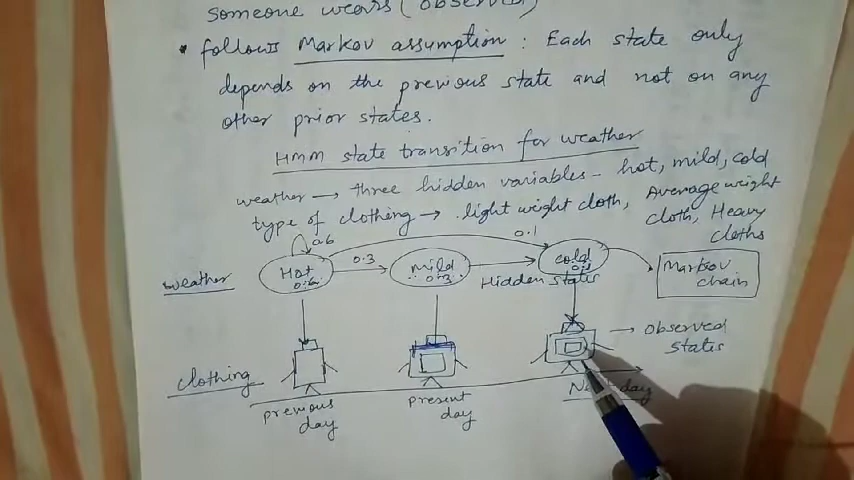 someone wears (observed)
• follows Markov assumption : Each state only
depends on the previous state and not on any
other prior states.
HMM state transition for weather
weather → three hidden variables - hot, mild, cold
type of clothing → light weight cloth, Average weight
cloth, Heavy
cloths
0.6
0.3
0.1
weather
Hot
0.6
mild
0.3
cold
Hidden states
Markov
chain
→ observed
states
clothing
previous
day
present
day
day